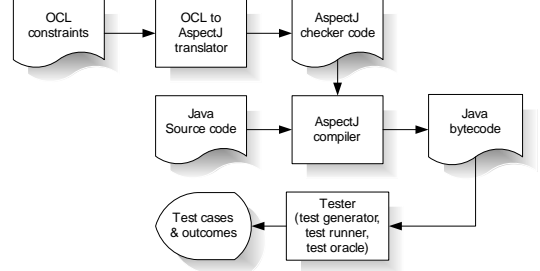 OCL
constraints
OCL to
AspectJ
translator
AspectJ
checker code
Java
Source code
AspectJ
compiler
Java
bytecode
Test cases
& outcomes
Tester
(test generator,
test runner,
test oracle)